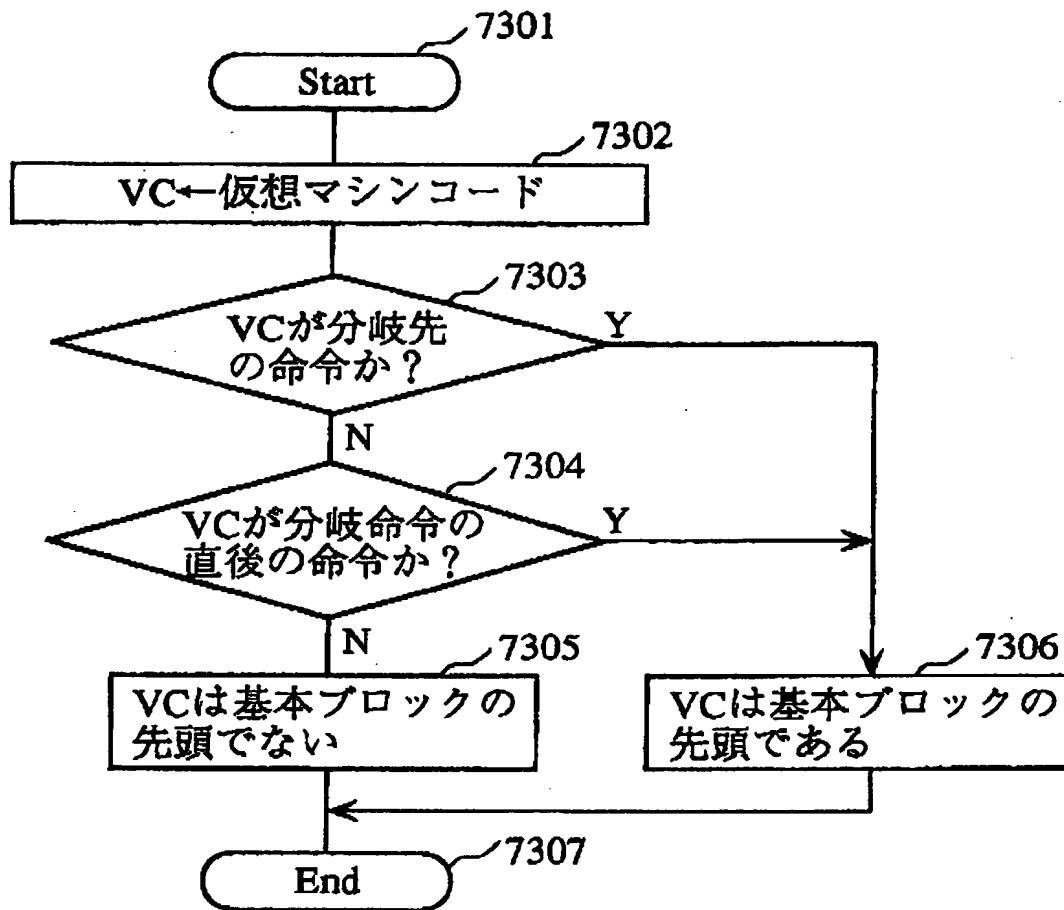 7301
Start
7302
VC←仮想マシンコード
7303
VCが分岐先
の命令か？
Y
N
7304
VCが分岐命令の
直後の命令か？
Y
N
7305
VCは基本ブロックの
先頭でない
7306
VCは基本ブロックの
先頭である
7307
End